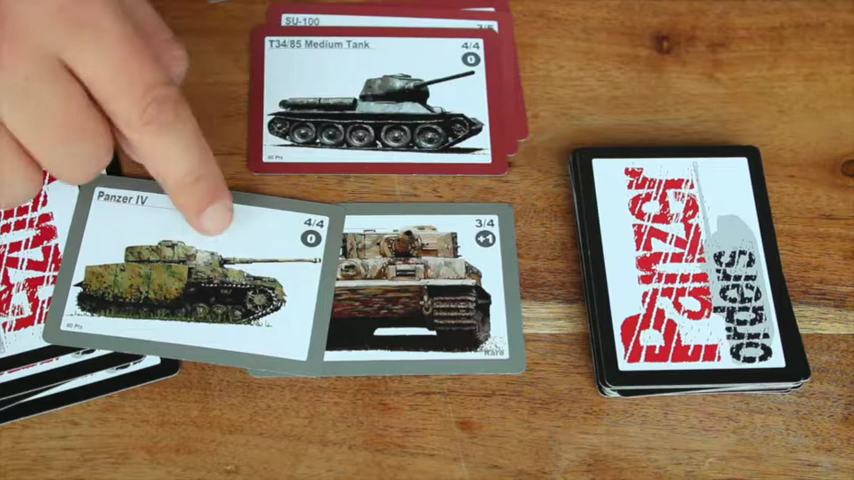 SU-100
T34/85 Medium Tank
4/4
0
Panzer IV
4/4
0
3/4
+1
Rare
Panzer
orders